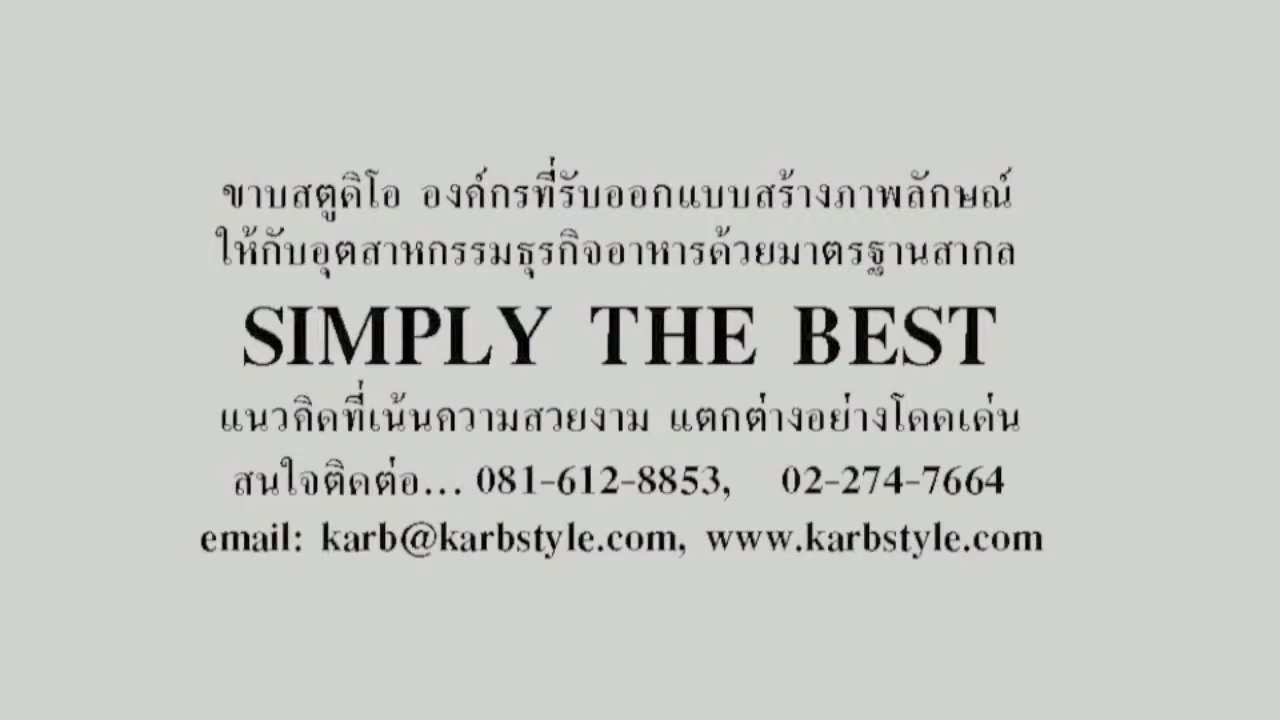 ขาบสตูดิโอ องค์กรที่รับออกแบบสร้างภาพลักษณ์
ให้กับอุตสาหกรรมธุรกิจอาหารด้วยมาตรฐานสากล
SIMPLY THE BEST
แนวคิดที่เน้นความสวยงาม แตกต่างอย่างโดดเด่น
สนใจติดต่อ... 081-612-8853, 02-274-7664
email: karb@karbstyle.com, www.karbstyle.com